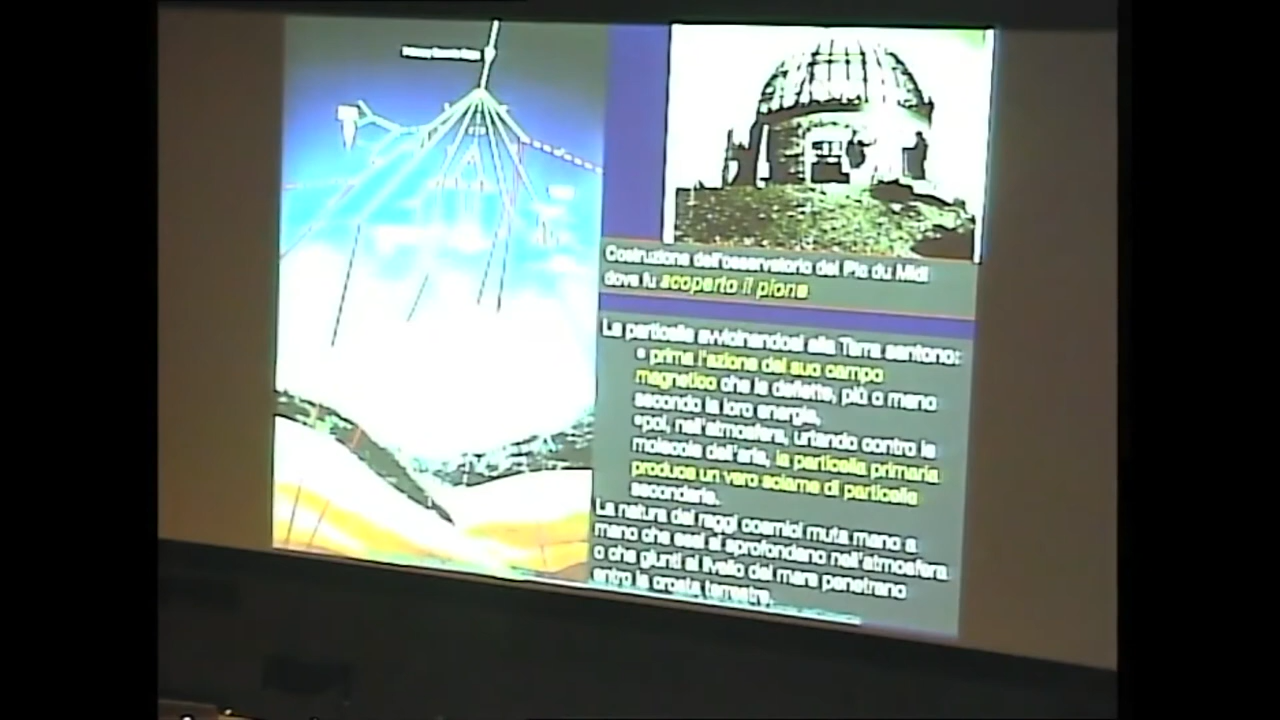 Costruzione dell'osservatorio del Pic du Midi
dove fu scoperto il pione
Le particelle avvicinandosi alla Terra sentono:
• prima l'azione del suo campo
magnetico che le deflette, più o meno
secondo la loro energia,
•poi, nell'atmosfera, urtando contro le
molecole dell'aria, la particella primaria
produce un vero sciame di particelle
secondarie.
La natura dei raggi cosmici muta mano a
mano che essi si sprofondano nell'atmosfera
o che giunti al livello del mare penetrano
entro la crosta terrestre.